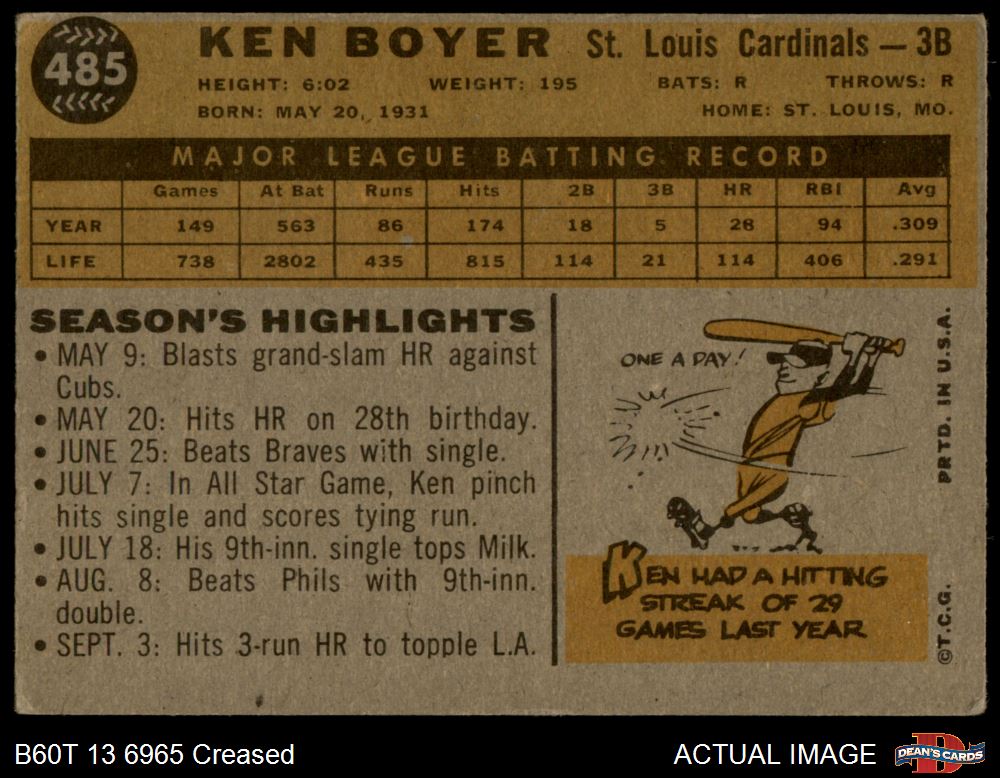 485
KEN BOYER St. Louis Cardinals — 3B
HEIGHT: 6:02 WEIGHT: 195 BATS: R THROWS: R
BORN: MAY 20, 1931 HOME: ST. LOUIS, MO.
MAJOR LEAGUE BATTING RECORD
Games At Bat Runs Hits 2B 3B HR RBI Avg
YEAR 149 563 86 174 18 5 28 94 .309
LIFE 738 2802 435 815 114 21 114 406 .291
SEASON'S HIGHLIGHTS
• MAY 9: Blasts grand-slam HR against
Cubs.
• MAY 20: Hits HR on 28th birthday.
• JUNE 25: Beats Braves with single.
• JULY 7: In All Star Game, Ken pinch
hits single and scores tying run.
• JULY 18: His 9th-inn. single tops Milk.
• AUG. 8: Beats Phils with 9th-inn.
double.
• SEPT. 3: Hits 3-run HR to topple L.A.
ONE A DAY!
KEN HAD A HITTING
STREAK OF 29
GAMES LAST YEAR
PRTD. IN U.S.A.
©T.C.G.
B60T 13 6965 Creased
ACTUAL IMAGE
DEAN'S CARDS